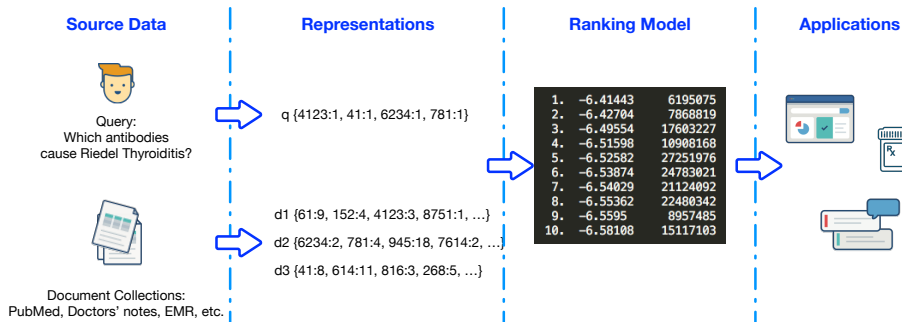 Source Data
Representations
Ranking Model
Applications
Query:
Which antibodies
cause Riedel Thyroiditis?
q {4123:1, 41:1, 6234:1, 781:1}
d1 {61:9, 152:4, 4123:3, 8751:1, …}
d2 {6234:2, 781:4, 945:18, 7614:2, …}
d3 {41:8, 614:11, 816:3, 268:5, …}
Document Collections:
PubMed, Doctors' notes, EMR, etc.
1. −6.41443 6195075
2. −6.42704 7868819
3. −6.49554 17603227
4. −6.51598 10908168
5. −6.52582 27251976
6. −6.53874 24783021
7. −6.54029 21124092
8. −6.55362 22480342
9. −6.5595 8957485
10. −6.58108 15117103
Rx